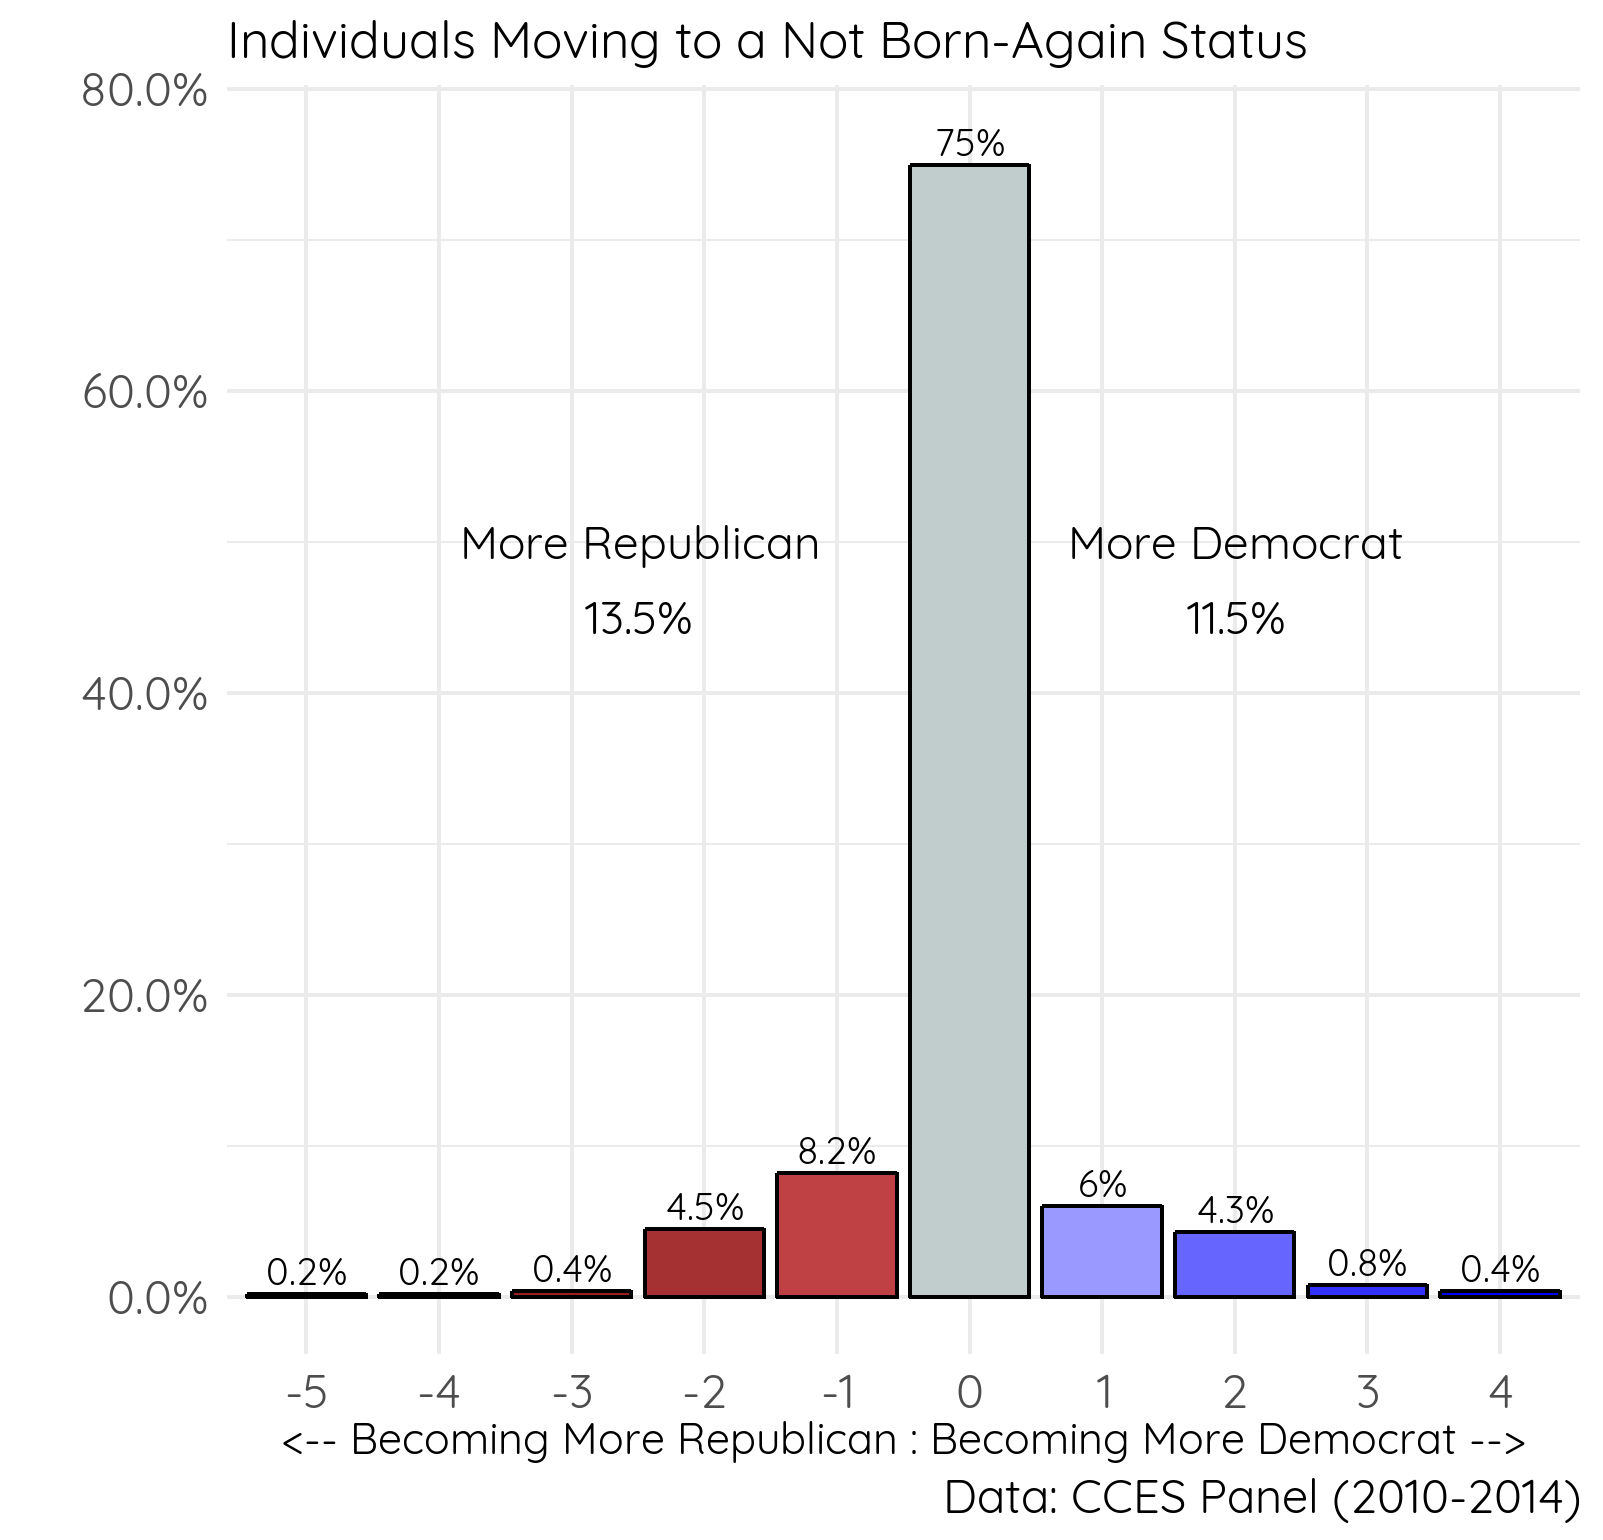 Individuals Moving to a Not Born-Again Status
80.0%
75%
60.0%
More Republican
More Democrat
13.5%
11.5%
40.0%
20.0%
0.2%
0.2%
0.4%
4.5%
8.2%
6%
4.3%
0.8%
0.4%
0.0%
-5 -4 -3 -2 -1 0 1 2 3 4
<-- Becoming More Republican : Becoming More Democrat -->
Data: CCES Panel (2010-2014)